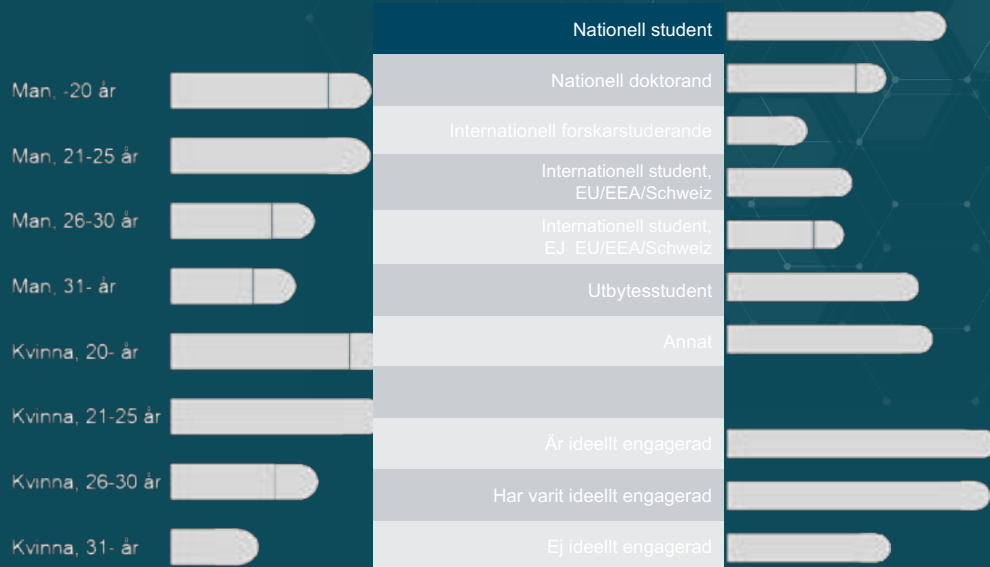 Man, -20 år
Man, 21-25 år
Man, 26-30 år
Man, 31- år
Kvinna, 20- år
Kvinna, 21-25 år
Kvinna, 26-30 år
Kvinna, 31- år
Nationell student
Nationell doktorand
Internationell forskarstuderande
Internationell student,
EU/EEA/Schweiz
Internationell student,
EJ EU/EEA/Schweiz
Utbytesstudent
Annat
Är ideellt engagerad
Har varit ideellt engagerad
Ej ideellt engagerad